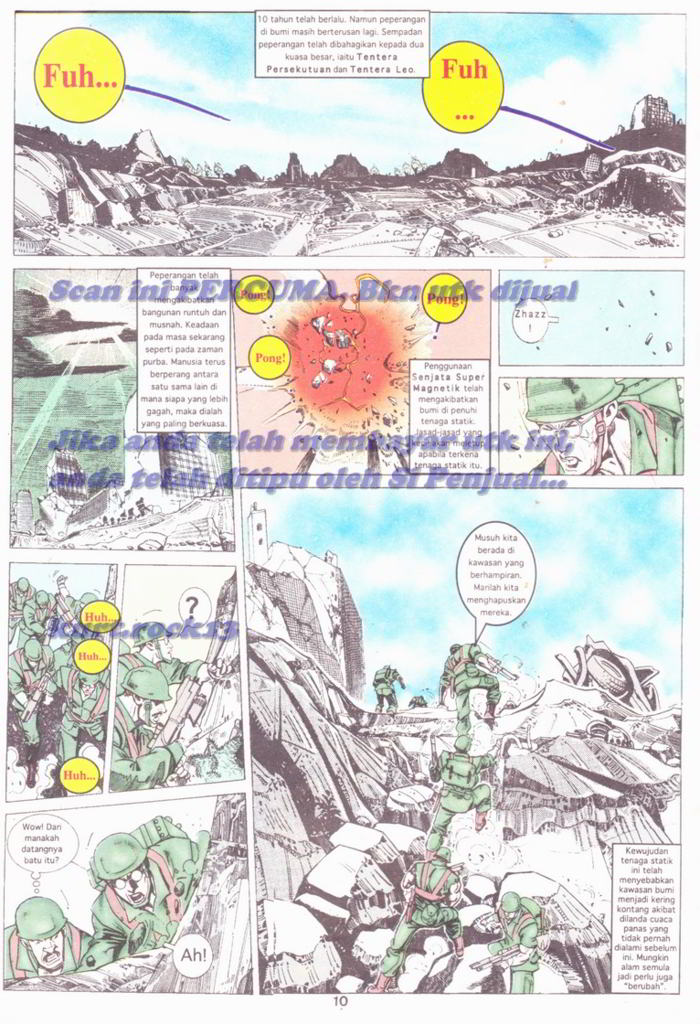 10 tahun telah berlalu. Namun peperangan
di bumi masih berterusan lagi. Sempadan
peperangan telah dibahagikan kepada dua
kuasa besar, iaitu Tentera
Persekutuan dan Tentera Leo.
Fuh...
Fuh
...
Peperangan telah
banyak
mengakibatkan
bangunan runtuh dan
musnah. Keadaan
pada masa sekarang
seperti pada zaman
purba. Manusia terus
berperang antara
satu sama lain di
mana siapa yang lebih
gagah, maka dialah
yang paling berkuasa.
Pong!
Pong!
Pong!
Penggunaan
Senjata Super
Magnetik telah
mengakibatkan
bumi di penuhi
tenaga statik.
Jasad-jasad yang
meletup
apabila terkena
tenaga statik itu.
Zhazz
!
Scan ini PERCUMA. Bkn utk dijual
Jika anda telah membayar utk ini,
anda telah ditipu oleh Si Penjual...
.rock13
Huh...
Huh...
Huh...
?
Musuh kita
berada di
kawasan yang
berhampiran.
Marilah kita
menghapuskan
mereka.
Wow! Dari
manakah
datangnya
batu itu?
Ah!
Kewujudan
tenaga statik
ini telah
menyebabkan
kawasan bumi
menjadi kering
kontang akibat
dilanda cuaca
panas yang
tidak pernah
dialami sebelum
ini. Mungkin
alam semula
jadi perlu juga
"berubah".
10